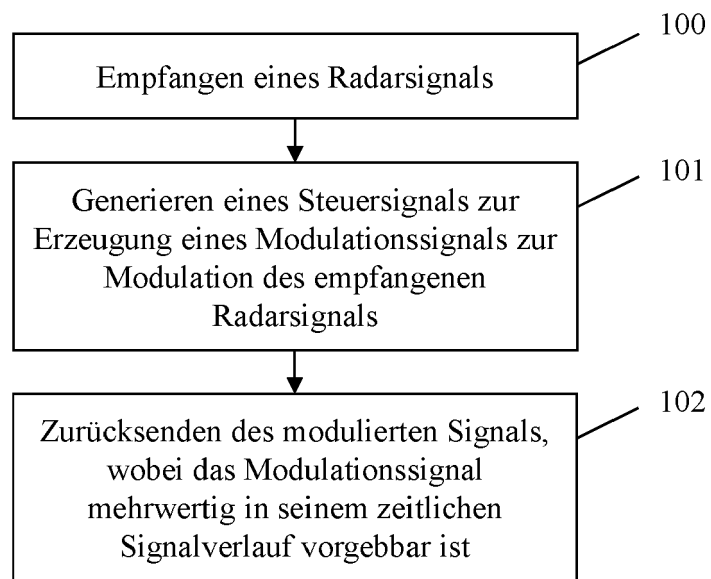 100
Empfangen eines Radarsignals
101
Generieren eines Steuersignals zur
Erzeugung eines Modulationssignals zur
Modulation des empfangenen
Radarsignals
102
Zurücksenden des modulierten Signals,
wobei das Modulationssignal
mehrwertig in seinem zeitlichen
Signalverlauf vorgebbar ist